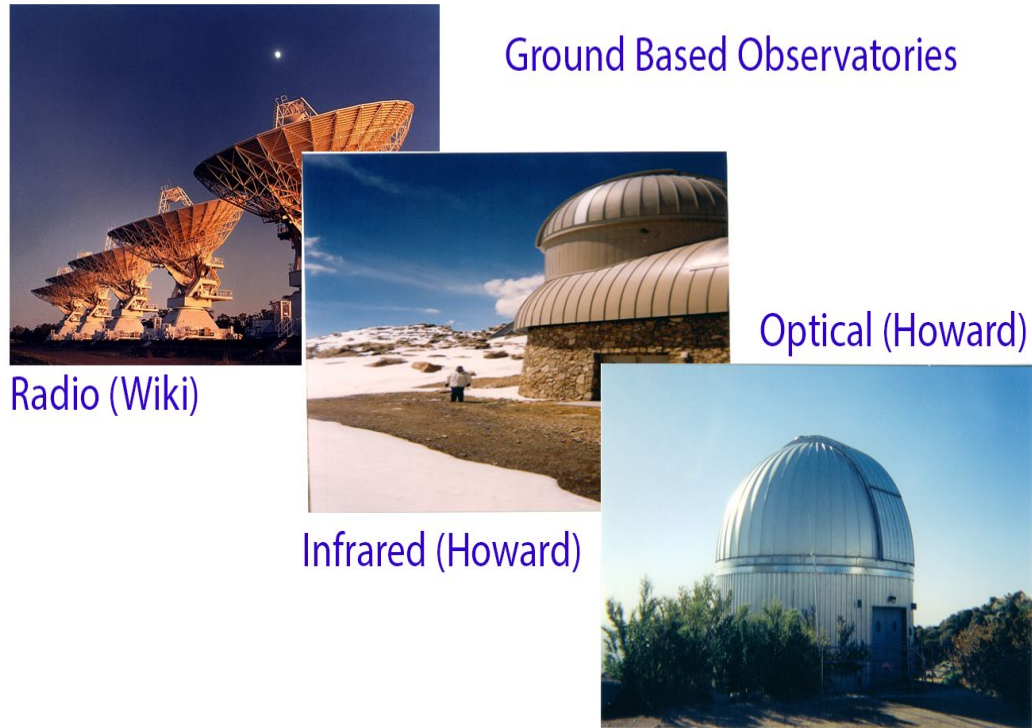 Ground Based Observatories
Optical (Howard)
Radio (Wiki)
Infrared (Howard)